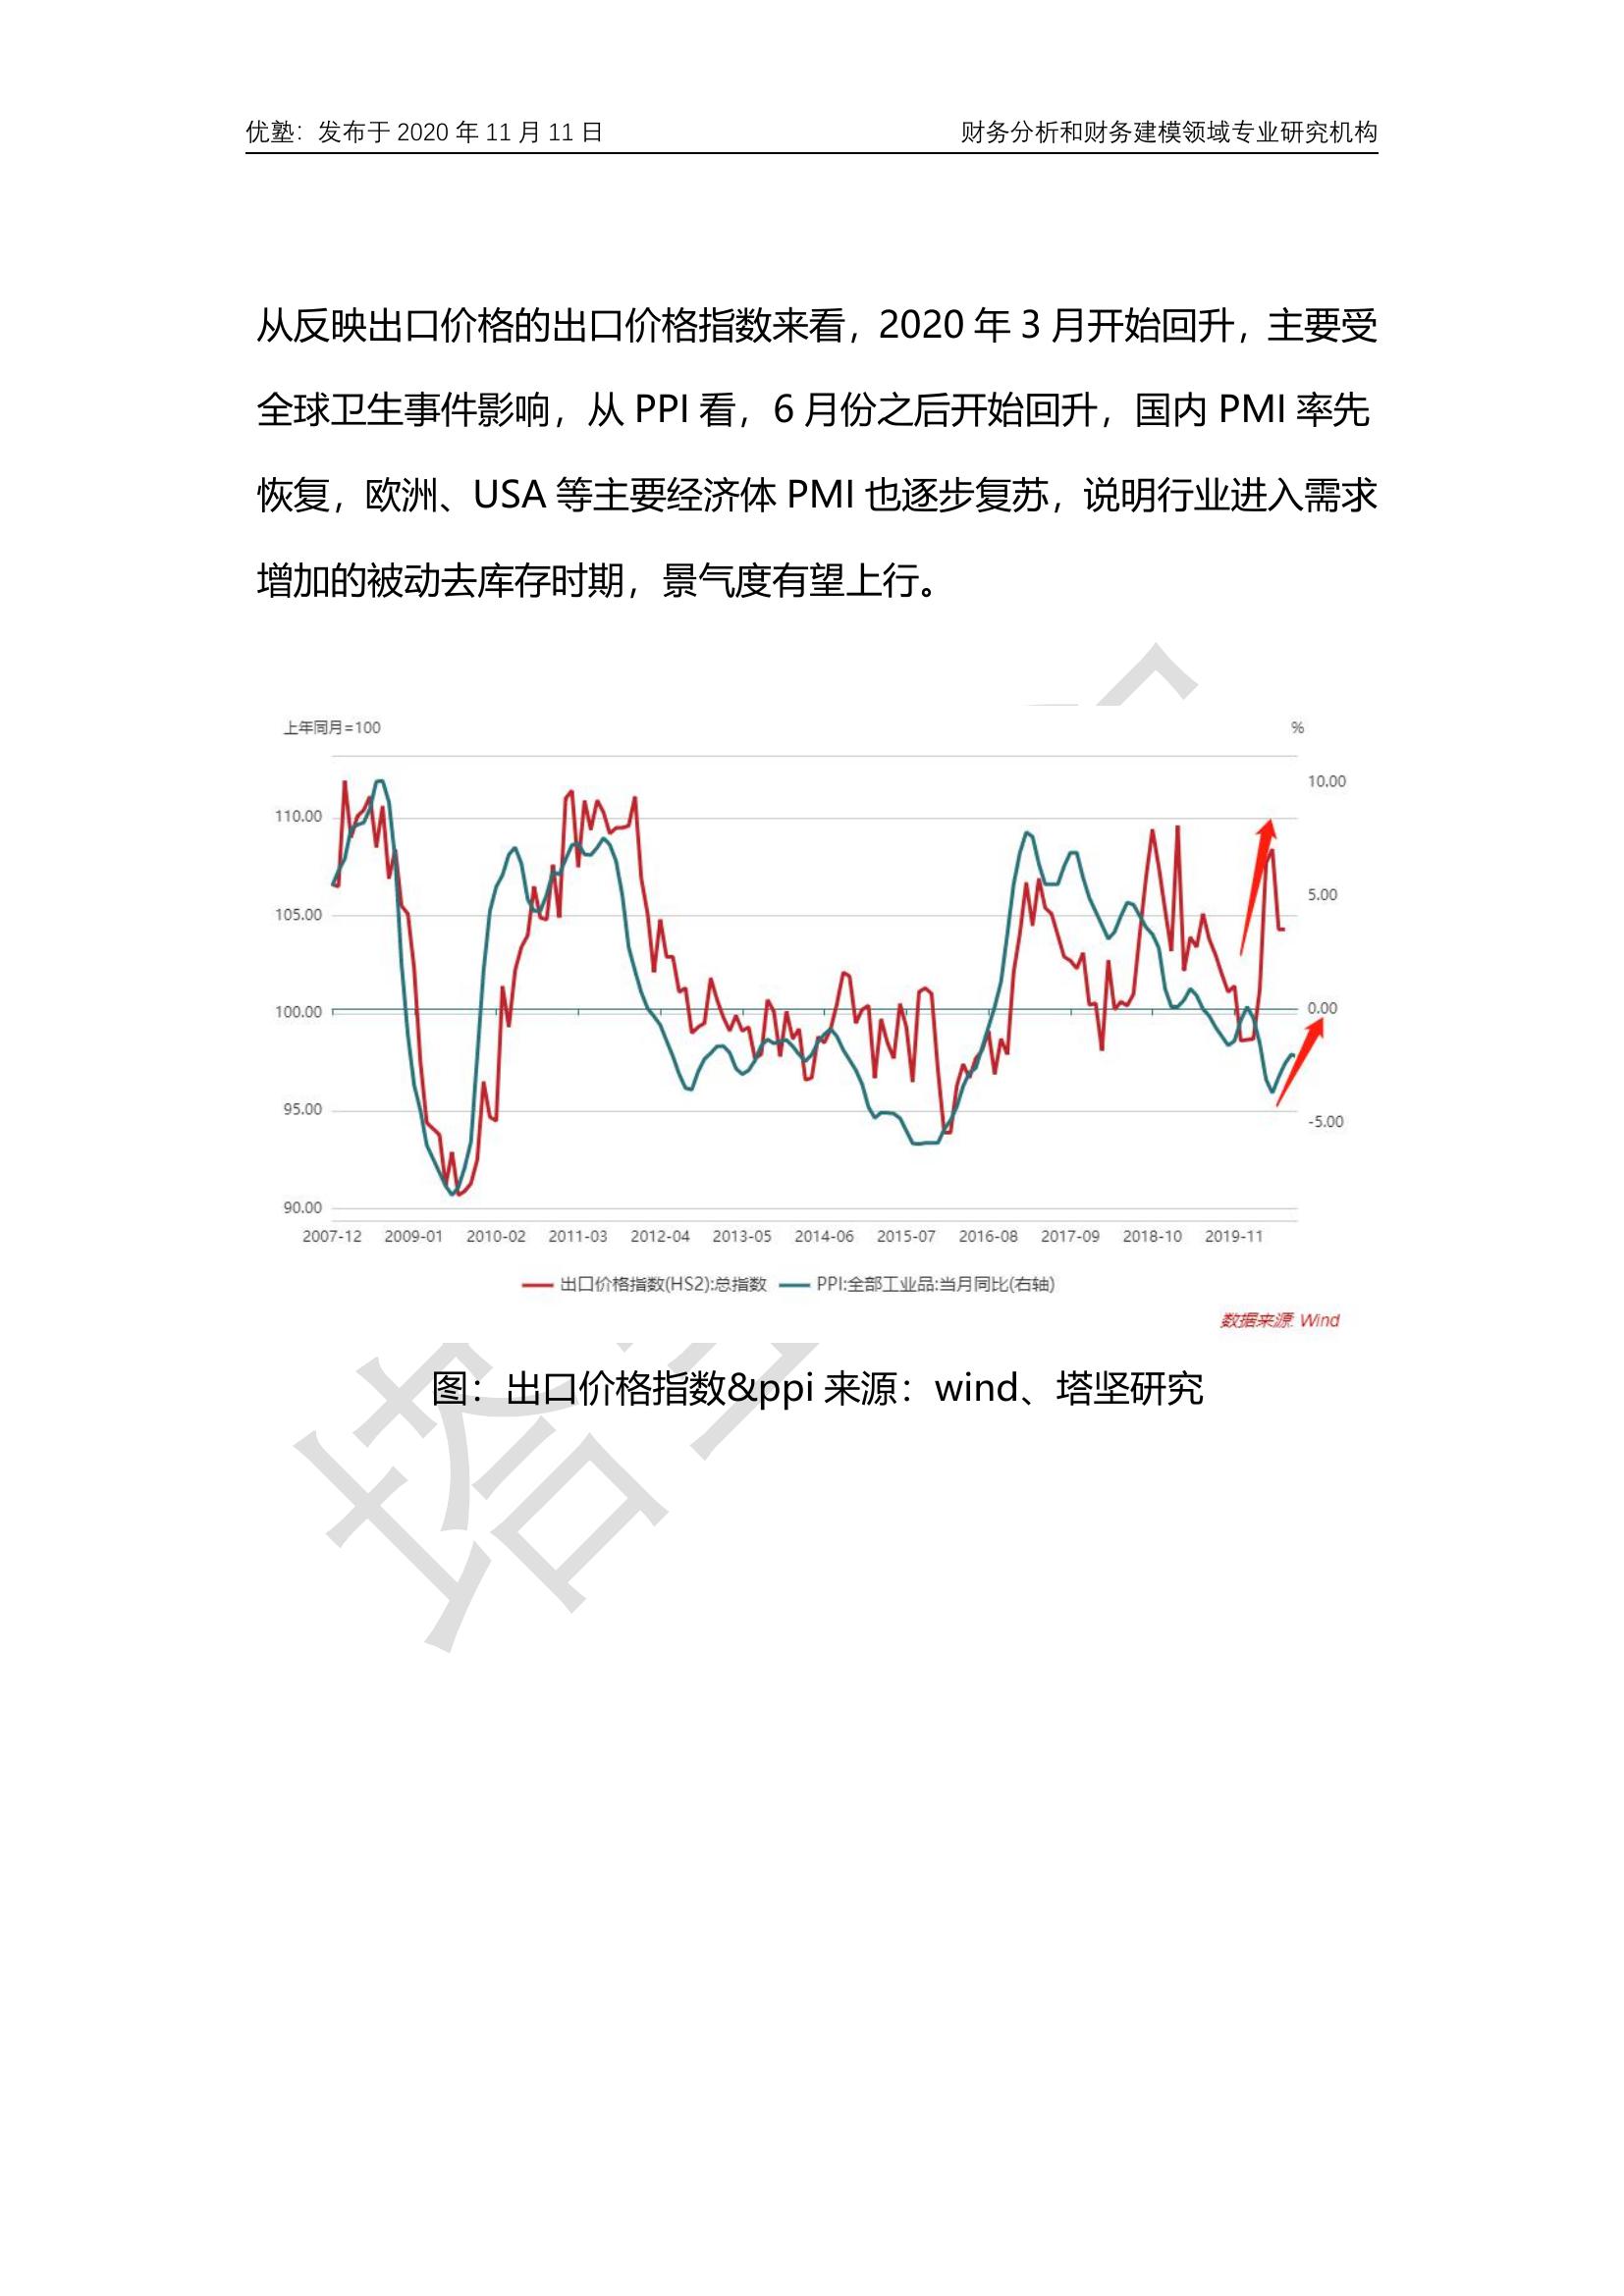 优塾：发布于 2020 年 11 月 11 日 财务分析和财务建模领域专业研究机构
从反映出口价格的出口价格指数来看，2020 年 3 月开始回升，主要受
全球卫生事件影响，从 PPI 看，6 月份之后开始回升，国内 PMI 率先
恢复，欧洲、USA 等主要经济体 PMI 也逐步复苏，说明行业进入需求
增加的被动去库存时期，景气度有望上行。
上年同月=100 %
10.00
110.00
5.00
105.00
100.00 0.00
95.00
-5.00
90.00
2007-12 2009-01 2010-02 2011-03 2012-04 2013-05 2014-06 2015-07 2016-08 2017-09 2018-10 2019-11
出口价格指数(HS2):总指数 PPI:全部工业品:当月同比(右轴)
数据来源: Wind
图：出口价格指数&ppi 来源：wind、塔坚研究
塔